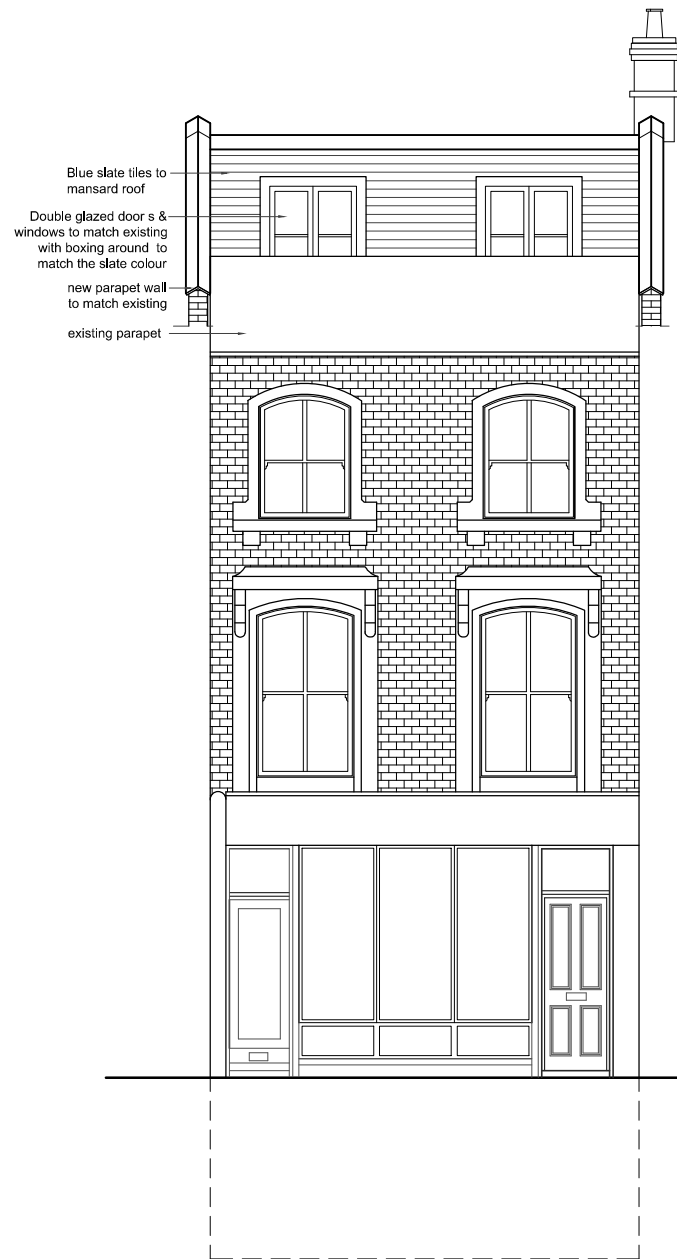 Blue slate tiles to
mansard roof
Double glazed door s &
windows to match existing
with boxing around to
match the slate colour
new parapet wall
to match existing
existing parapet